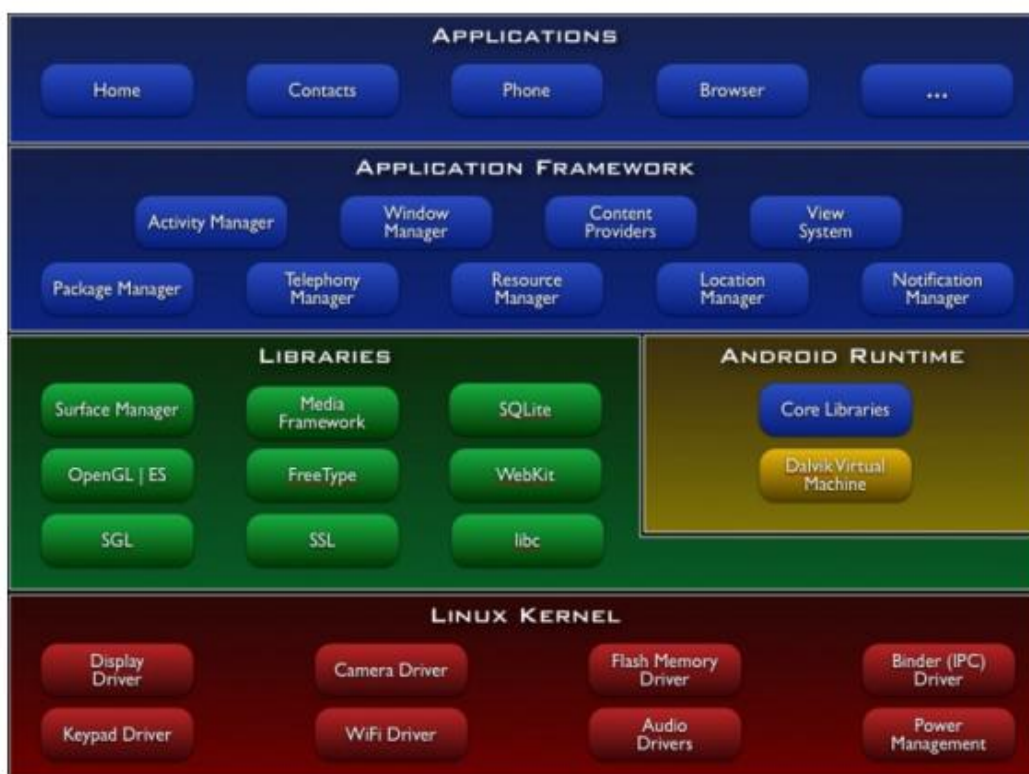 APPLICATIONS
Home Contacts Phone Browser ...
APPLICATION FRAMEWORK
Activity Manager Window Manager Content Providers View System
Package Manager Telephony Manager Resource Manager Location Manager Notification Manager
LIBRARIES
Surface Manager Media Framework SQLite
OpenGL | ES FreeType WebKit
SGL SSL libc
ANDROID RUNTIME
Core Libraries
Dalvik Virtual Machine
LINUX KERNEL
Display Driver Camera Driver Flash Memory Driver Binder (IPC) Driver
Keypad Driver WiFi Driver Audio Drivers Power Management